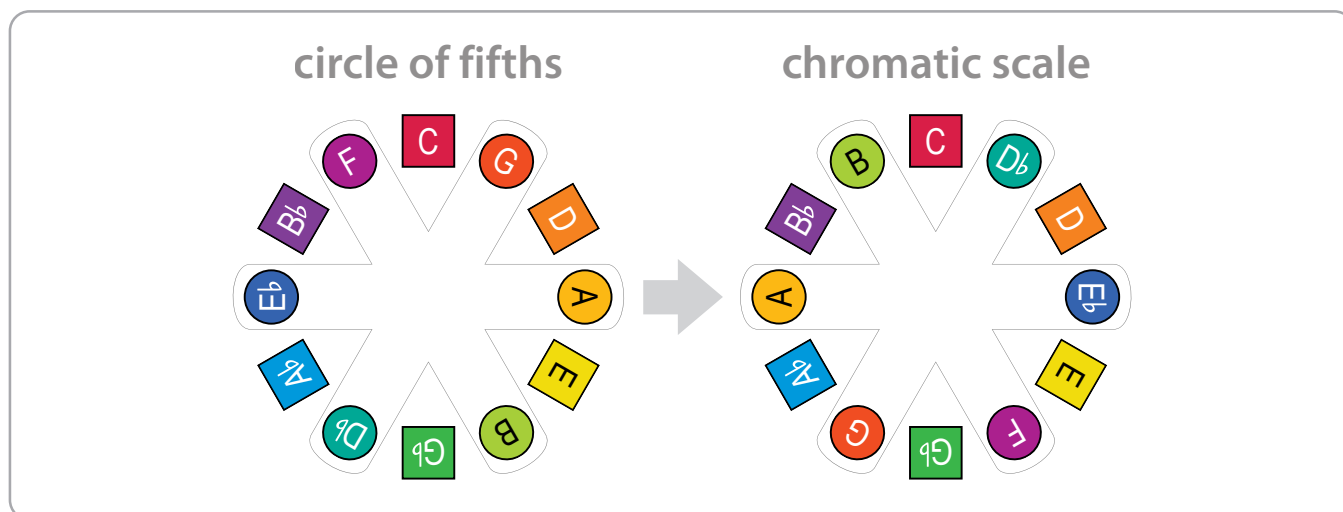 circle of fifths
chromatic scale
C
G
D
A
E
B
G♭
D♭
A♭
E♭
B♭
F
C
D♭
D
E♭
E
F
G♭
G
A♭
A
B♭
B